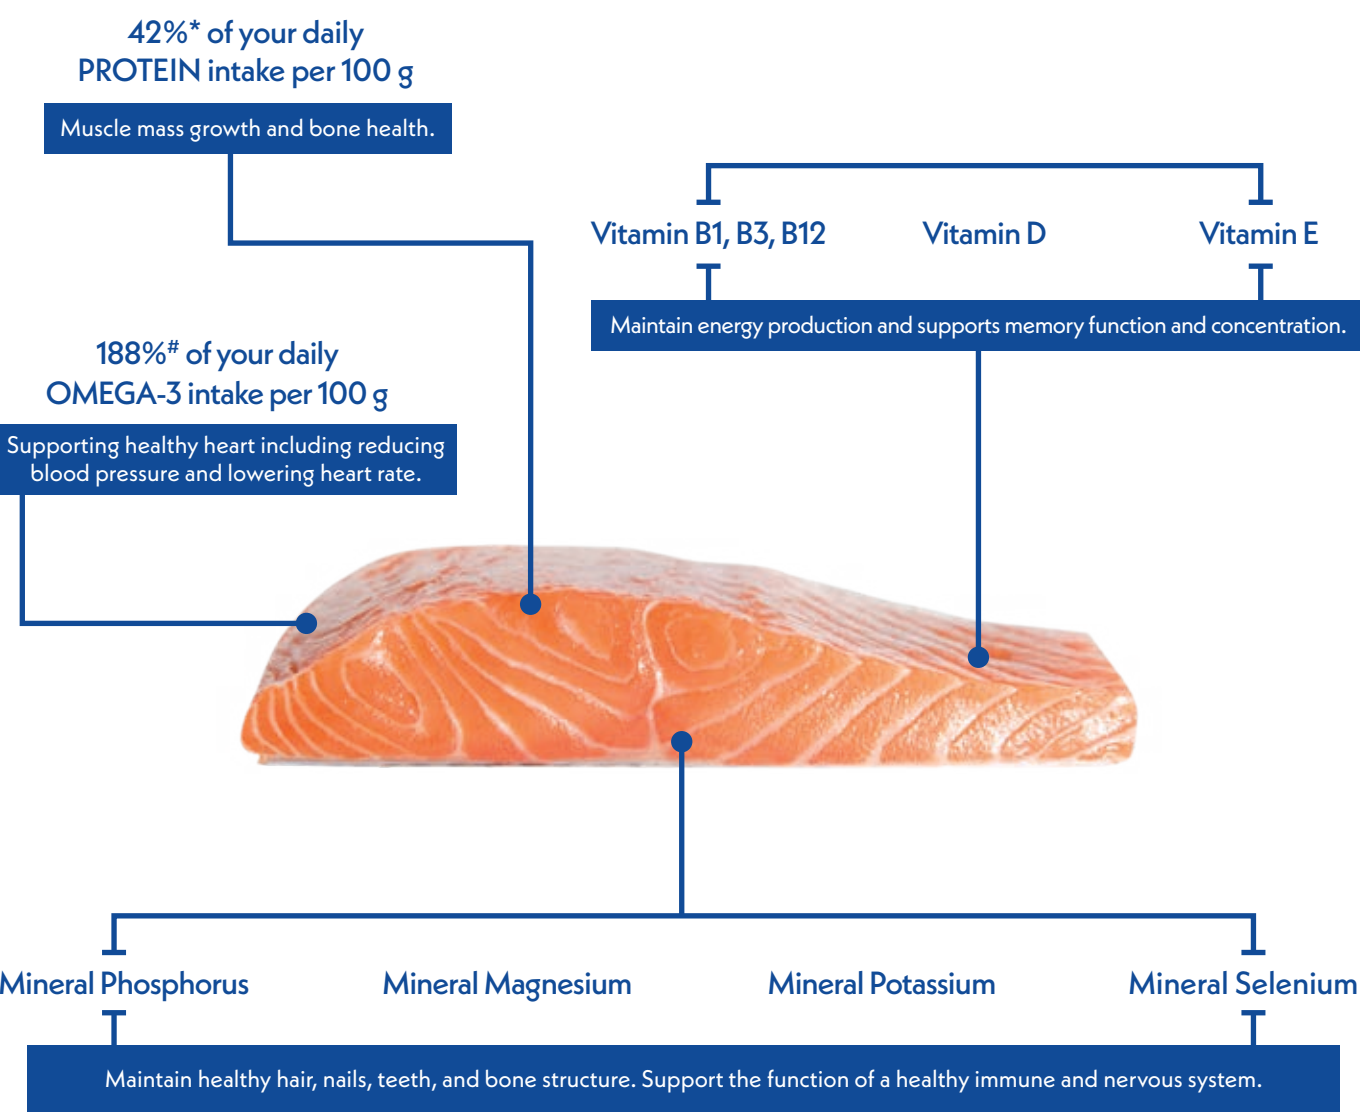 42%* of your daily
PROTEIN intake per 100 g
Muscle mass growth and bone health.
Vitamin B1, B3, B12
Vitamin D
Vitamin E
Maintain energy production and supports memory function and concentration.
188%# of your daily
OMEGA-3 intake per 100 g
Supporting healthy heart including reducing
blood pressure and lowering heart rate.
Mineral Phosphorus
Mineral Magnesium
Mineral Potassium
Mineral Selenium
Maintain healthy hair, nails, teeth, and bone structure. Support the function of a healthy immune and nervous system.